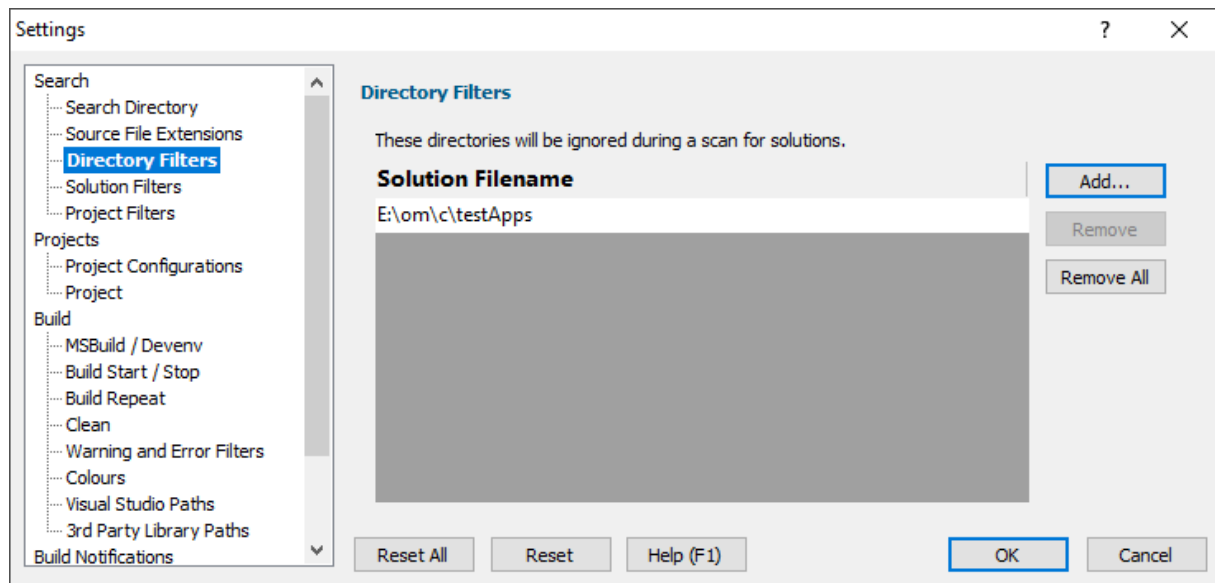 Settings
?
Search
Search Directory
Source File Extensions
Directory Filters
Solution Filters
Project Filters
Projects
Project Configurations
Project
Build
MSBuild / Devenv
Build Start / Stop
Build Repeat
Clean
Warning and Error Filters
Colours
Visual Studio Paths
3rd Party Library Paths
Build Notifications
Directory Filters
These directories will be ignored during a scan for solutions.
Solution Filename
E:\om\c\testApps
Add...
Remove
Remove All
Reset All
Reset
Help (F1)
OK
Cancel